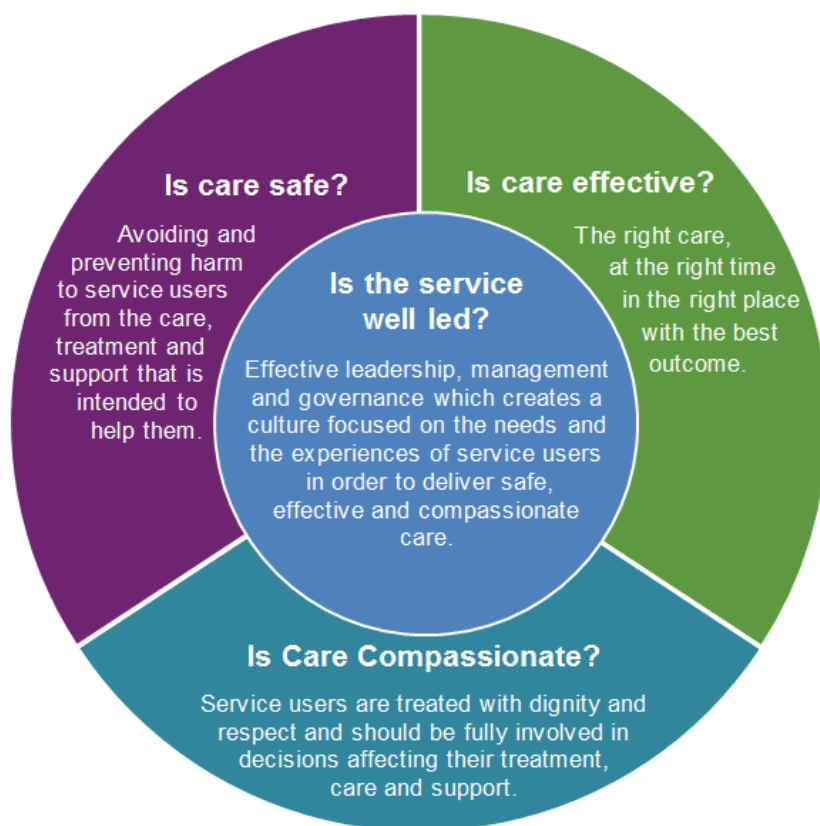 Is care safe?
Avoiding and
preventing harm
to service users
from the care,
treatment and
support that is
intended to
help them.
Is care effective?
The right care,
at the right time
in the right place
with the best
outcome.
Is the service
well led?
Effective leadership, management
and governance which creates a
culture focused on the needs and
the experiences of service users
in order to deliver safe,
effective and compassionate
care.
Is Care Compassionate?
Service users are treated with dignity and
respect and should be fully involved in
decisions affecting their treatment,
care and support.